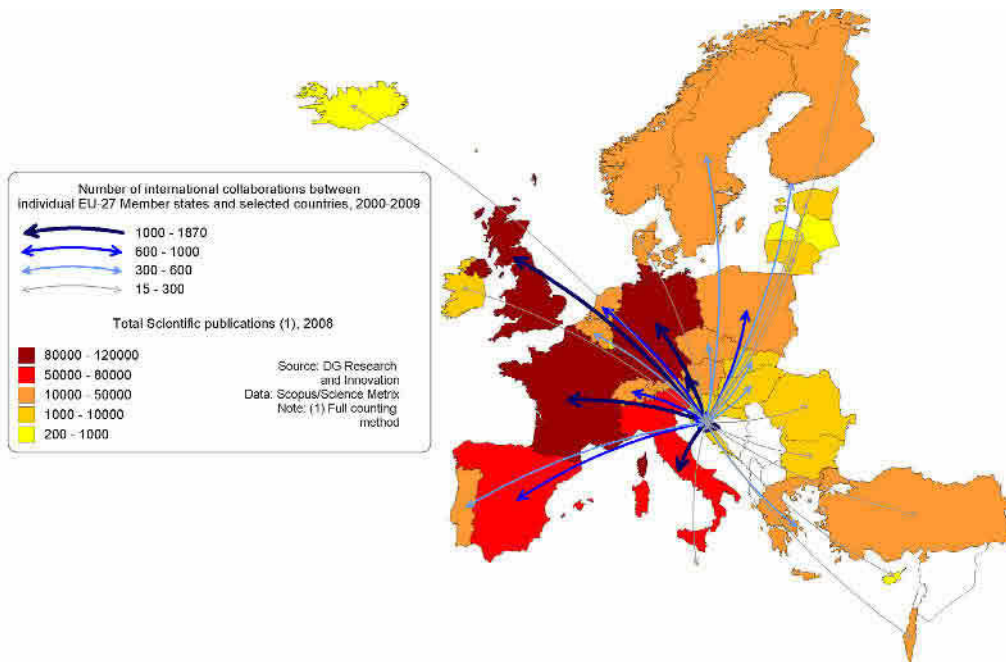 Number of international collaborations between
individual EU-27 Member states and selected countries, 2000-2009
1000 - 1870
600 - 1000
300 - 600
15 - 300
Total Scientific publications (1), 2008
80000 - 120000
50000 - 80000
10000 - 50000
1000 - 10000
200 - 1000
Source: DG Research
and Innovation
Data: Scopus/Science Metrix
Note: (1) Full counting
method